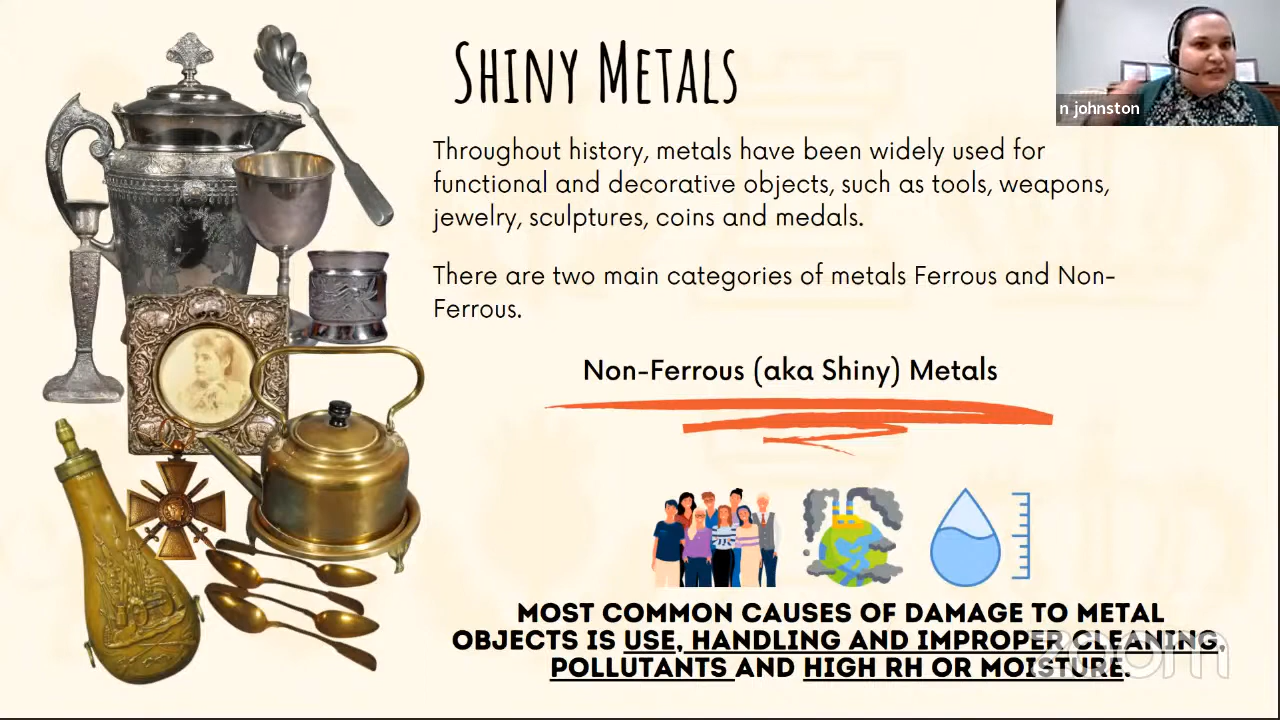 Shiny Metals
n johnston
Throughout history, metals have been widely used for
functional and decorative objects, such as tools, weapons,
jewelry, sculptures, coins and medals.
There are two main categories of metals Ferrous and Non-
Ferrous.
Non-Ferrous (aka Shiny) Metals
MOST COMMON CAUSES OF DAMAGE TO METAL
OBJECTS IS USE, HANDLING AND IMPROPER CLEANING,
POLLUTANTS AND HIGH RH OR MOISTURE.
zoom